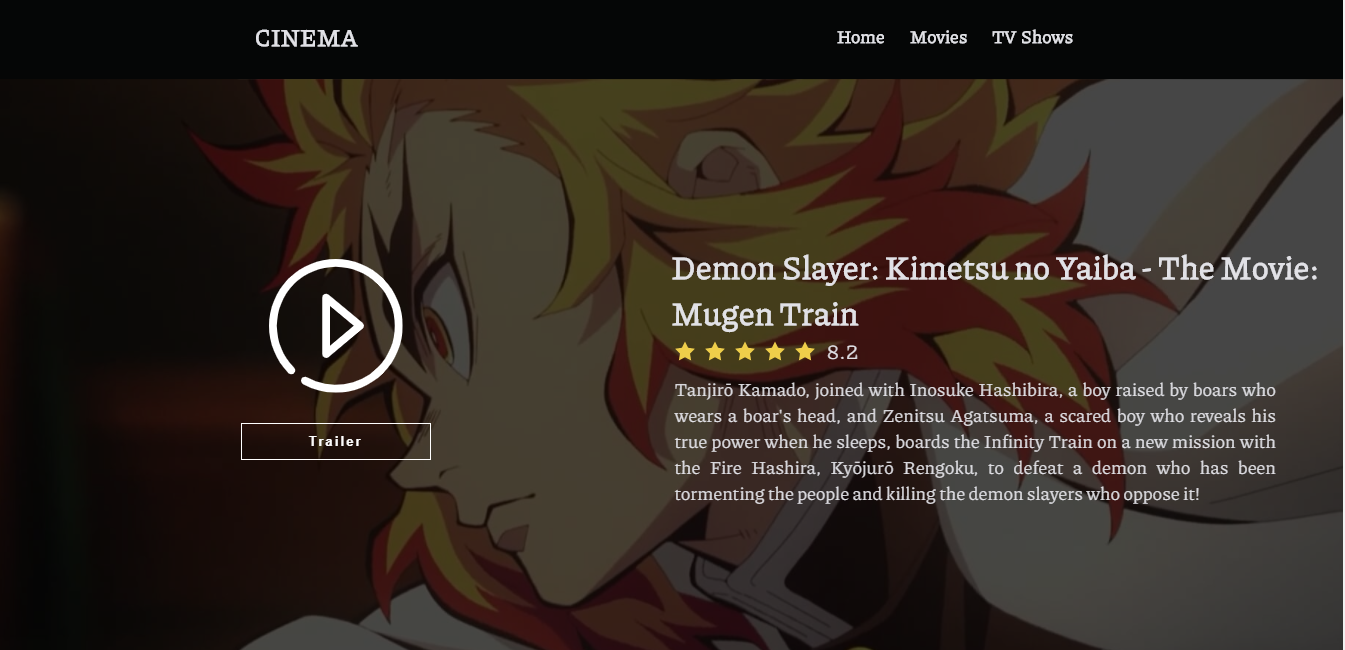 CINEMA
Home Movies TV Shows
Demon Slayer: Kimetsu no Yaiba - The Movie:
Mugen Train
8.2
Tanjirō Kamado, joined with Inosuke Hashibira, a boy raised by boars who
wears a boar's head, and Zenitsu Agatsuma, a scared boy who reveals his
true power when he sleeps, boards the Infinity Train on a new mission with
the Fire Hashira, Kyōjurō Rengoku, to defeat a demon who has been
tormenting the people and killing the demon slayers who oppose it!
Trailer